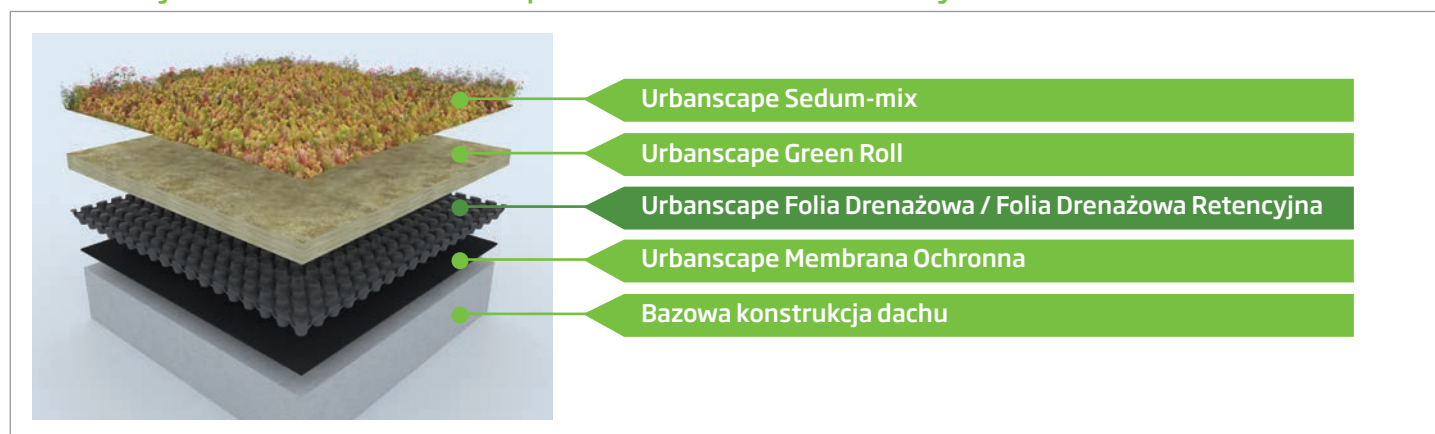 Urbanscape Sedum-mix
Urbanscape Green Roll
Urbanscape Folia Drenażowa / Folia Drenażowa Retencyjna
Urbanscape Membrana Ochronna
Bazowa konstrukcja dachu